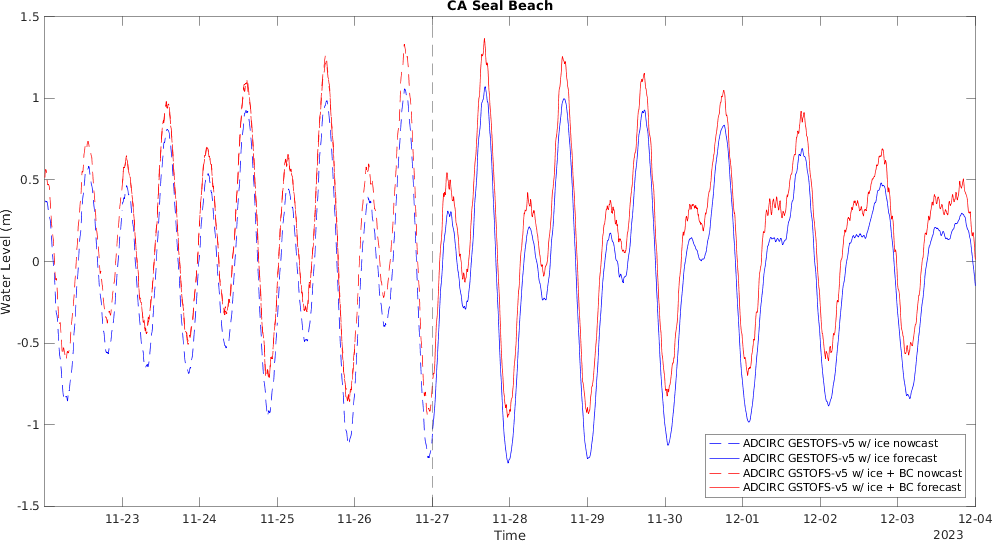 CA Seal Beach
1.5
1
0.5
0
-0.5
-1
-1.5
Water Level (m)
ADCIRC GESTOFS-v5 w/ ice nowcast
ADCIRC GESTOFS-v5 w/ ice forecast
ADCIRC GSTOFS-v5 w/ ice + BC nowcast
ADCIRC GSTOFS-v5 w/ ice + BC forecast
11-23 11-24 11-25 11-26 11-27 11-28 11-29 11-30 12-01 12-02 12-03 12-04
Time
2023